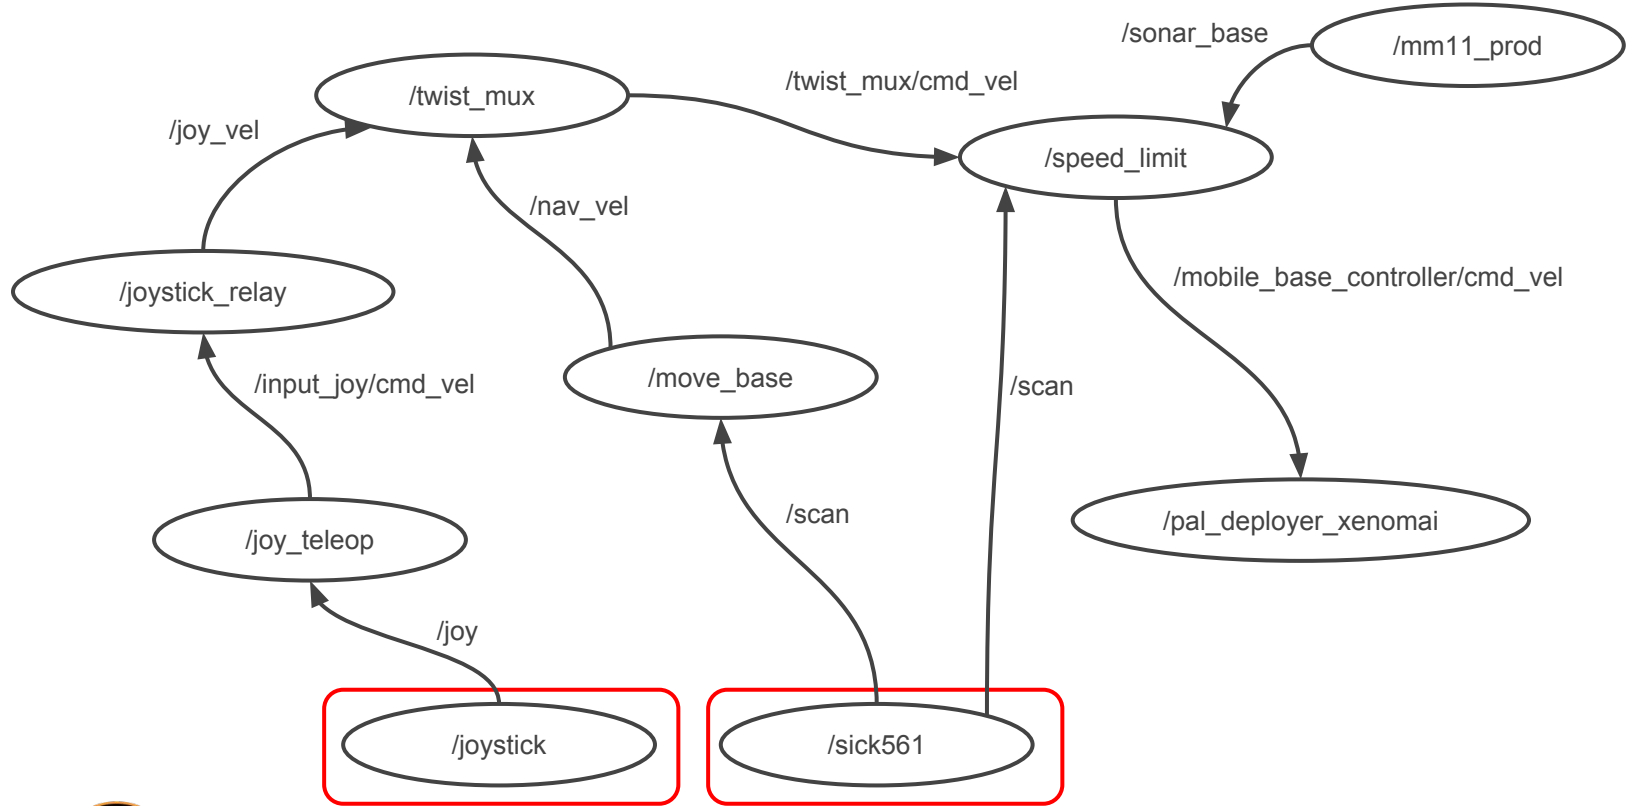 /sonar_base
/mm11_prod
/twist_mux
/twist_mux/cmd_vel
/joy_vel
/speed_limit
/nav_vel
/mobile_base_controller/cmd_vel
/joystick_relay
/move_base
/input_joy/cmd_vel
/scan
/scan
/pal_deployer_xenomai
/joy_teleop
/joy
/joystick
/sick561